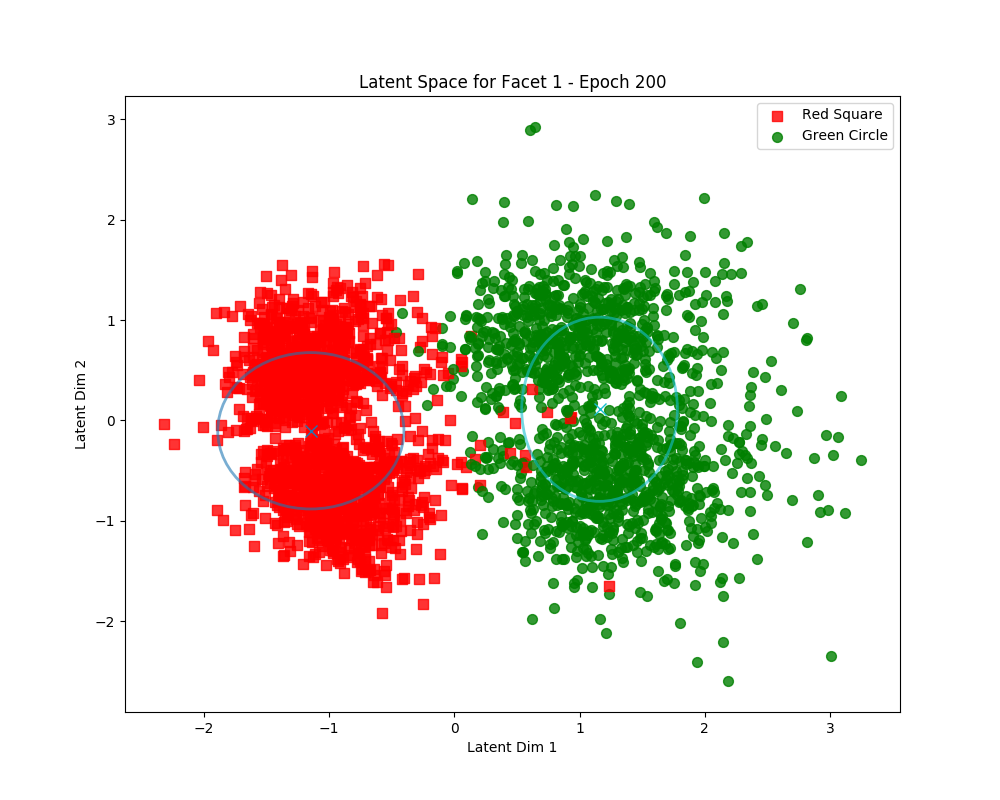 Latent Space for Facet 1 - Epoch 200
Red Square
Green Circle
Latent Dim 2
3
2
1
0
−1
−2
−2
−1
0
1
2
3
Latent Dim 1